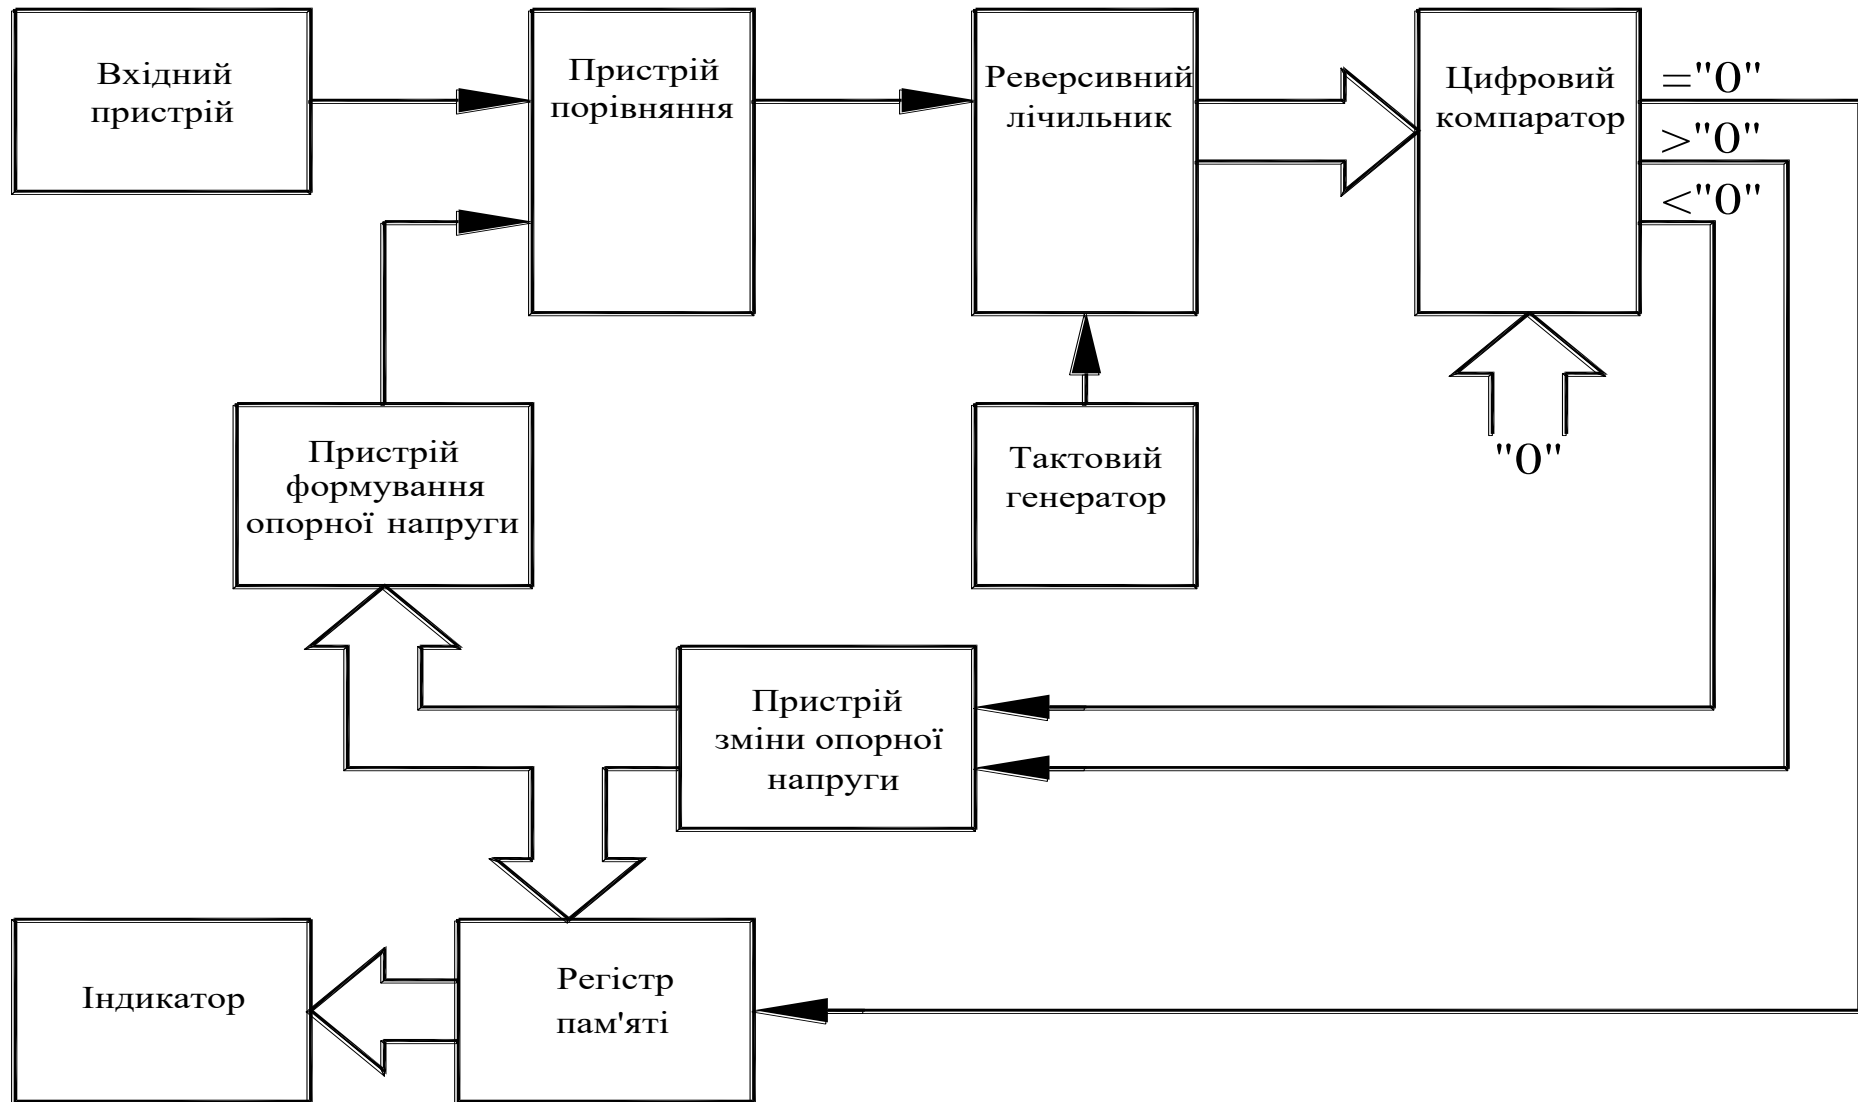 Вхідний
пристрій
Пристрій
порівняння
Реверсивний
лічильник
Цифровий
компаратор
="0"
>"0"
<"0"
Пристрій
формування
опорної напруги
Тактовий
генератор
"0"
Пристрій
зміни опорної
напруги
Індикатор
Регістр
пам'яті